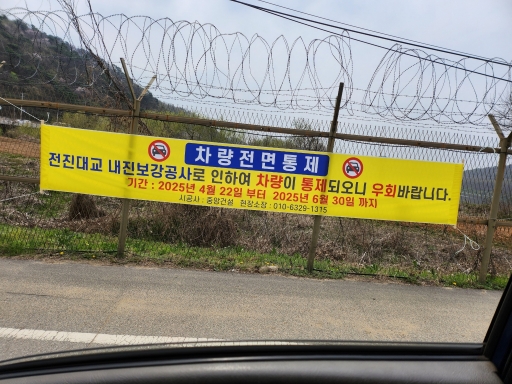 차량전면통제
전진대교 내진보강공사로 인하여 차량이 통제되오니 우회바랍니다.
기간 : 2025년 4월 22일 부터 2025년 6월 30일 까지
시공사 : 중앙건설 현장소장 : 010-6329-1315